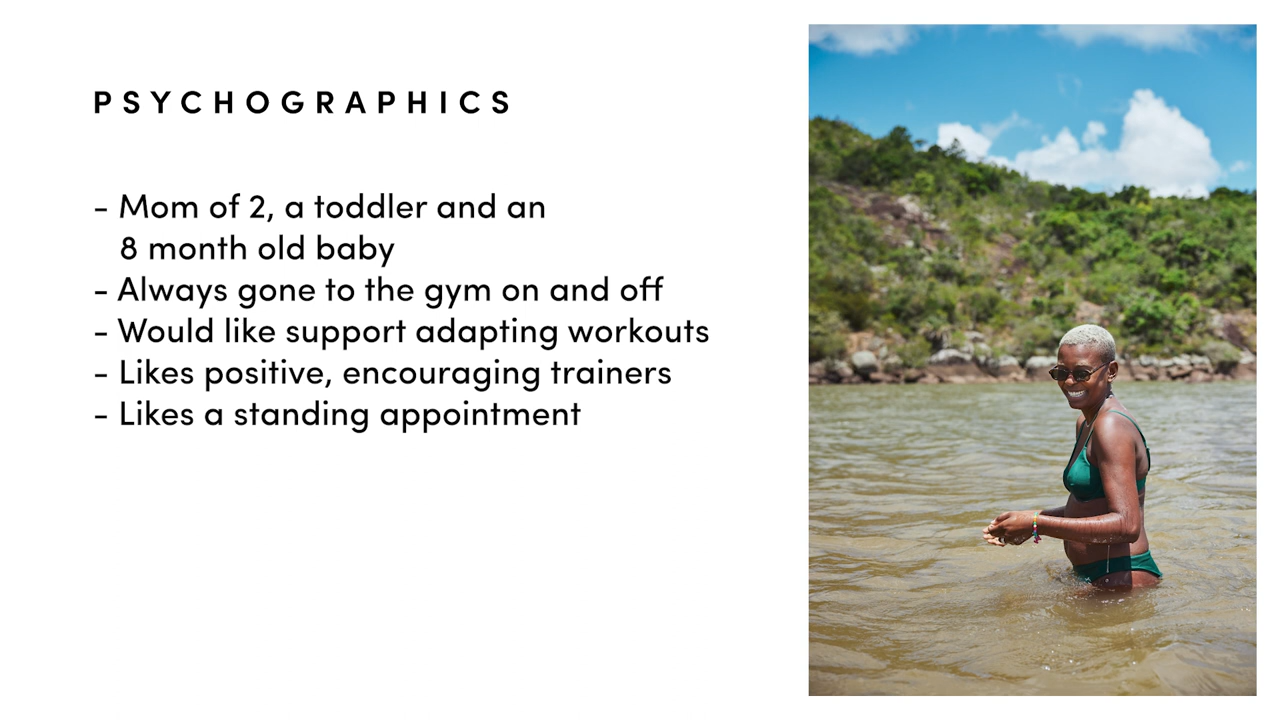 PSYCHOGRAPHICS
- Mom of 2, a toddler and an
8 month old baby
- Always gone to the gym on and off
- Would like support adapting workouts
- Likes positive, encouraging trainers
- Likes a standing appointment